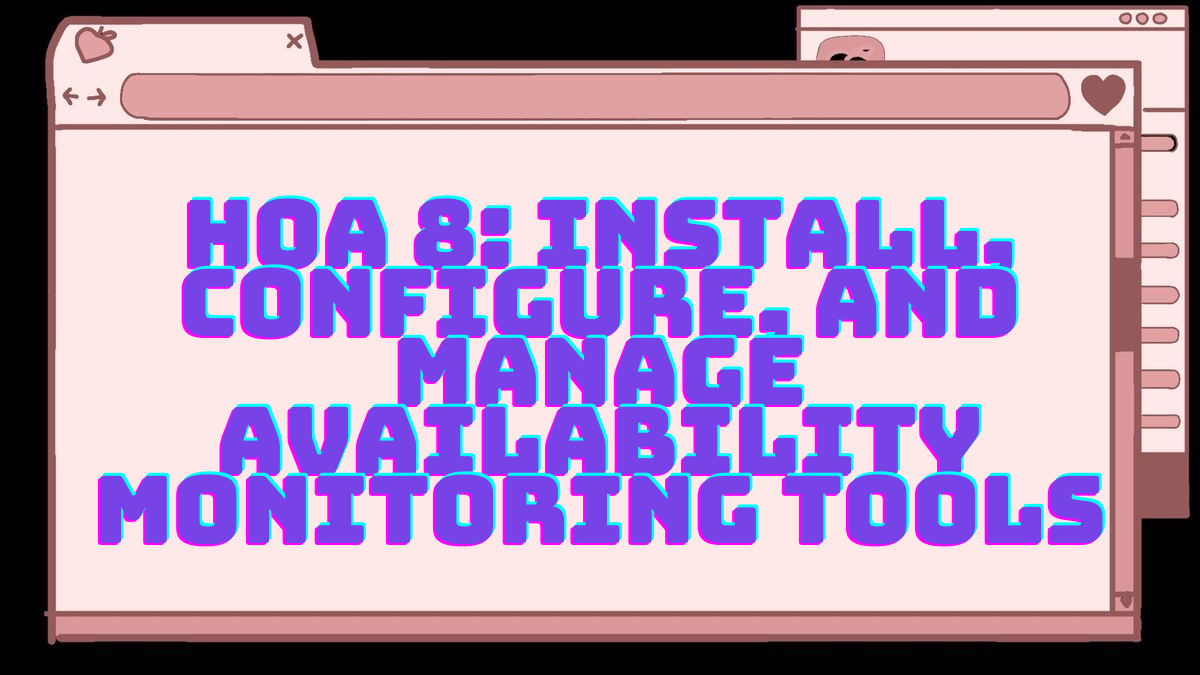 HOA 8: INSTALL,
CONFIGURE, AND
MANAGE
AVAILABILITY
MONITORING TOOLS